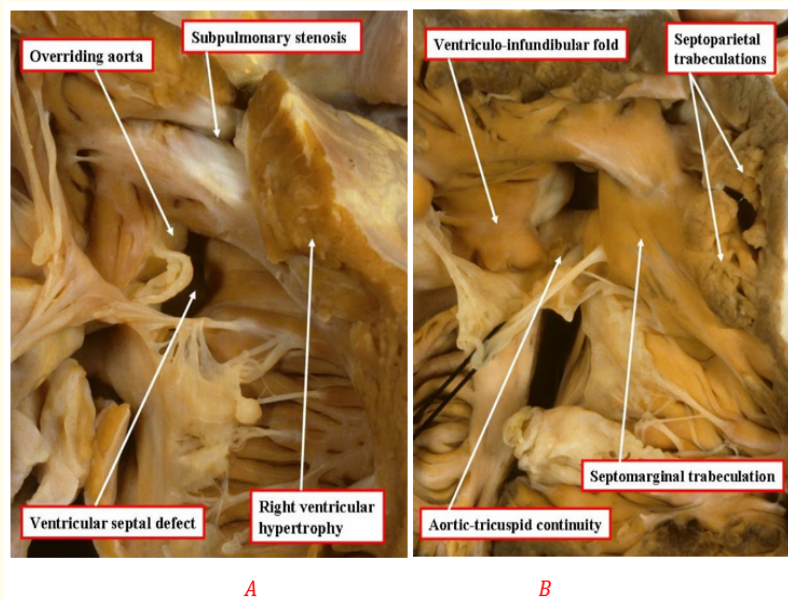 Overriding aorta
Subpulmonary stenosis
Ventricular septal defect
Right ventricular
hypertrophy
A
Ventriculo-infundibular fold
Septoparietal
trabeculations
Septomarginal trabeculation
Aortic-tricuspid continuity
B